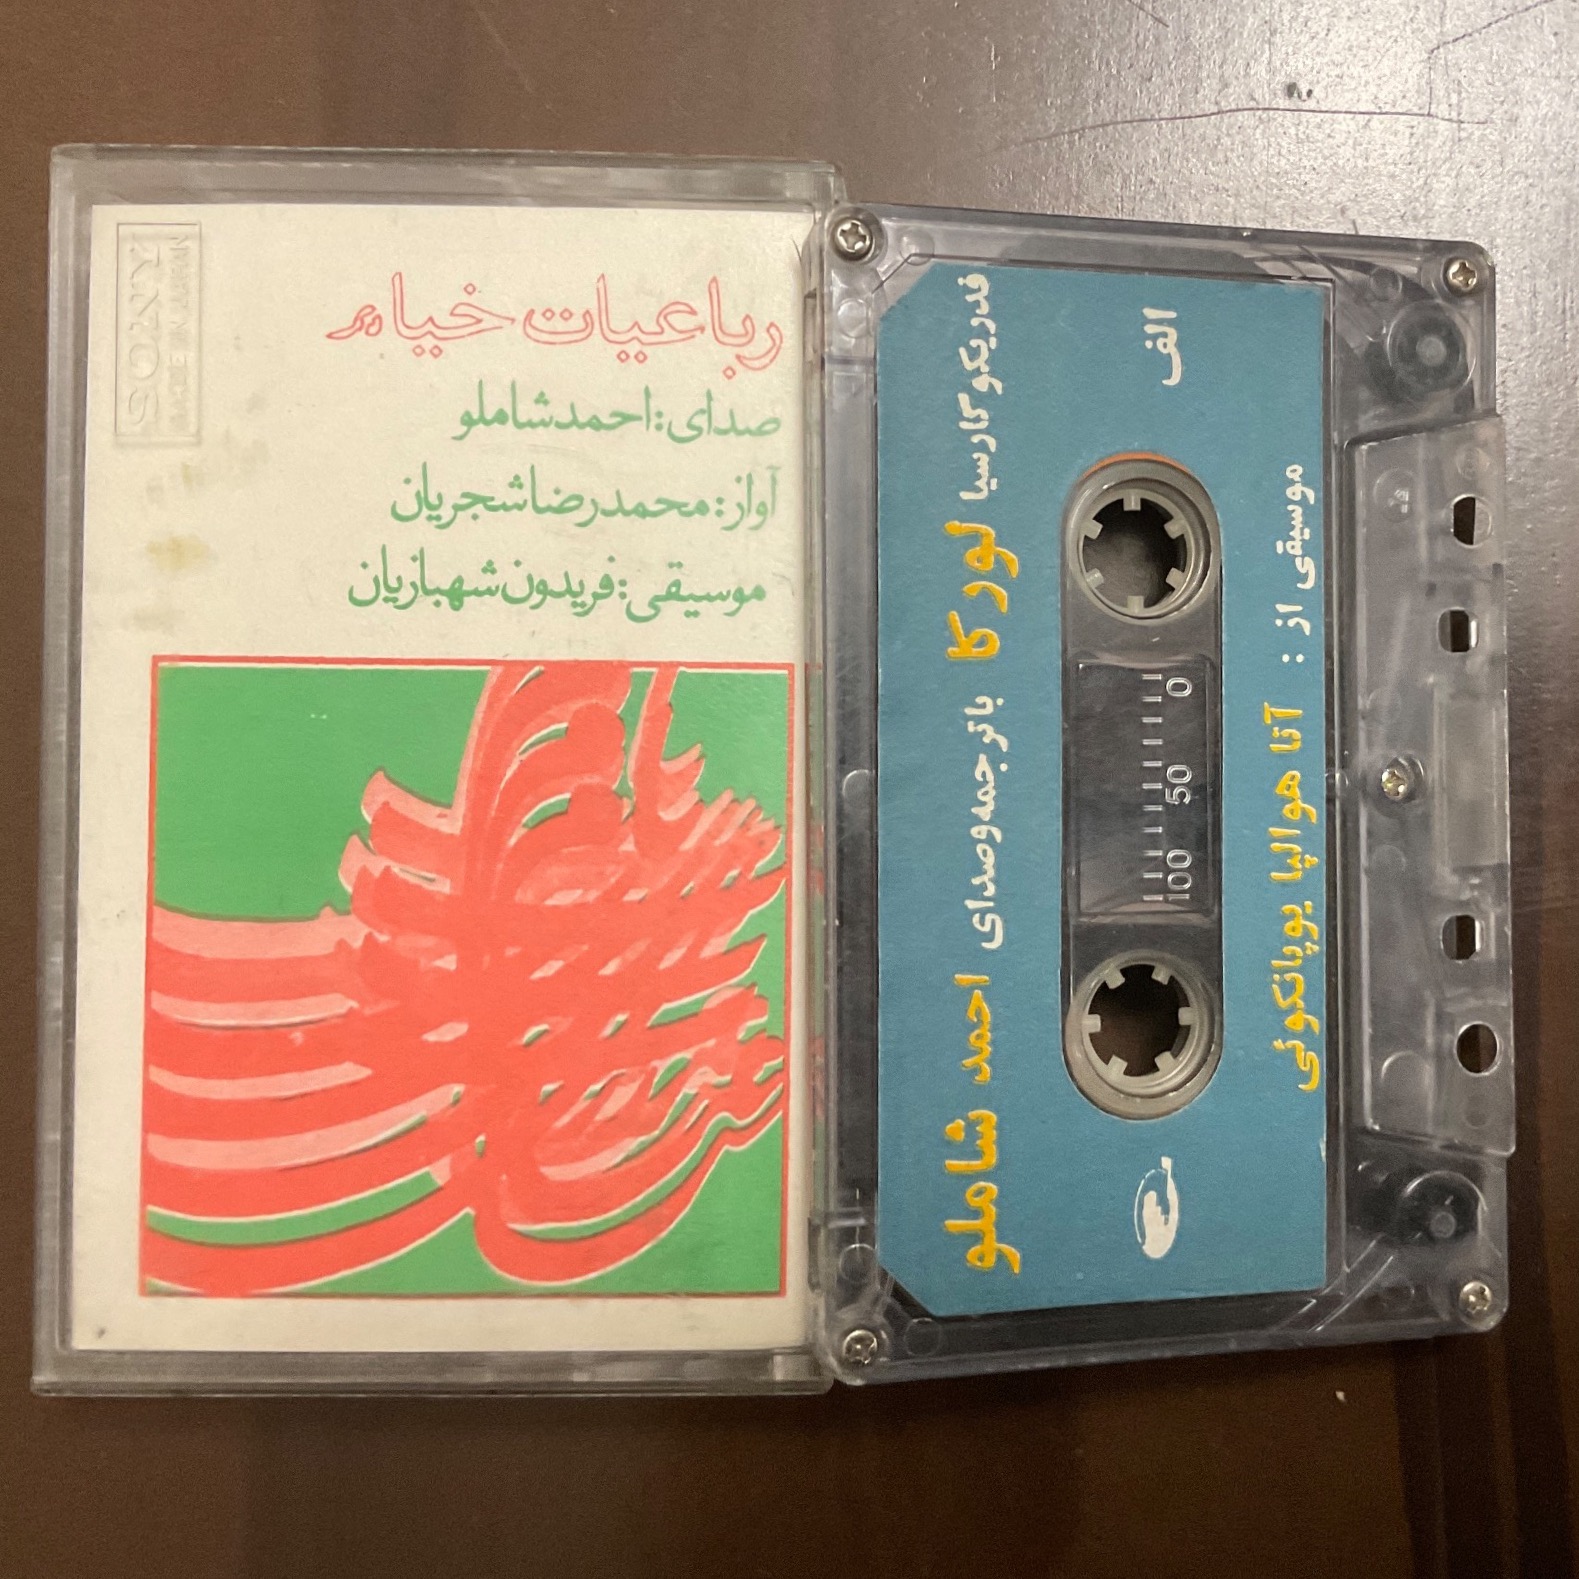 SONY
MADE IN JAPAN
رباعیات خیام
صدای: احمد شاملو
آواز: محمدرضا شجریان
موسیقی: فریدون شهبازیان
فدریکو گارسیا لورکا با ترجمه و صدای احمد شاملو
الف
0 50 100
موسیقی از: آتا هوالپا یوپانکوئی